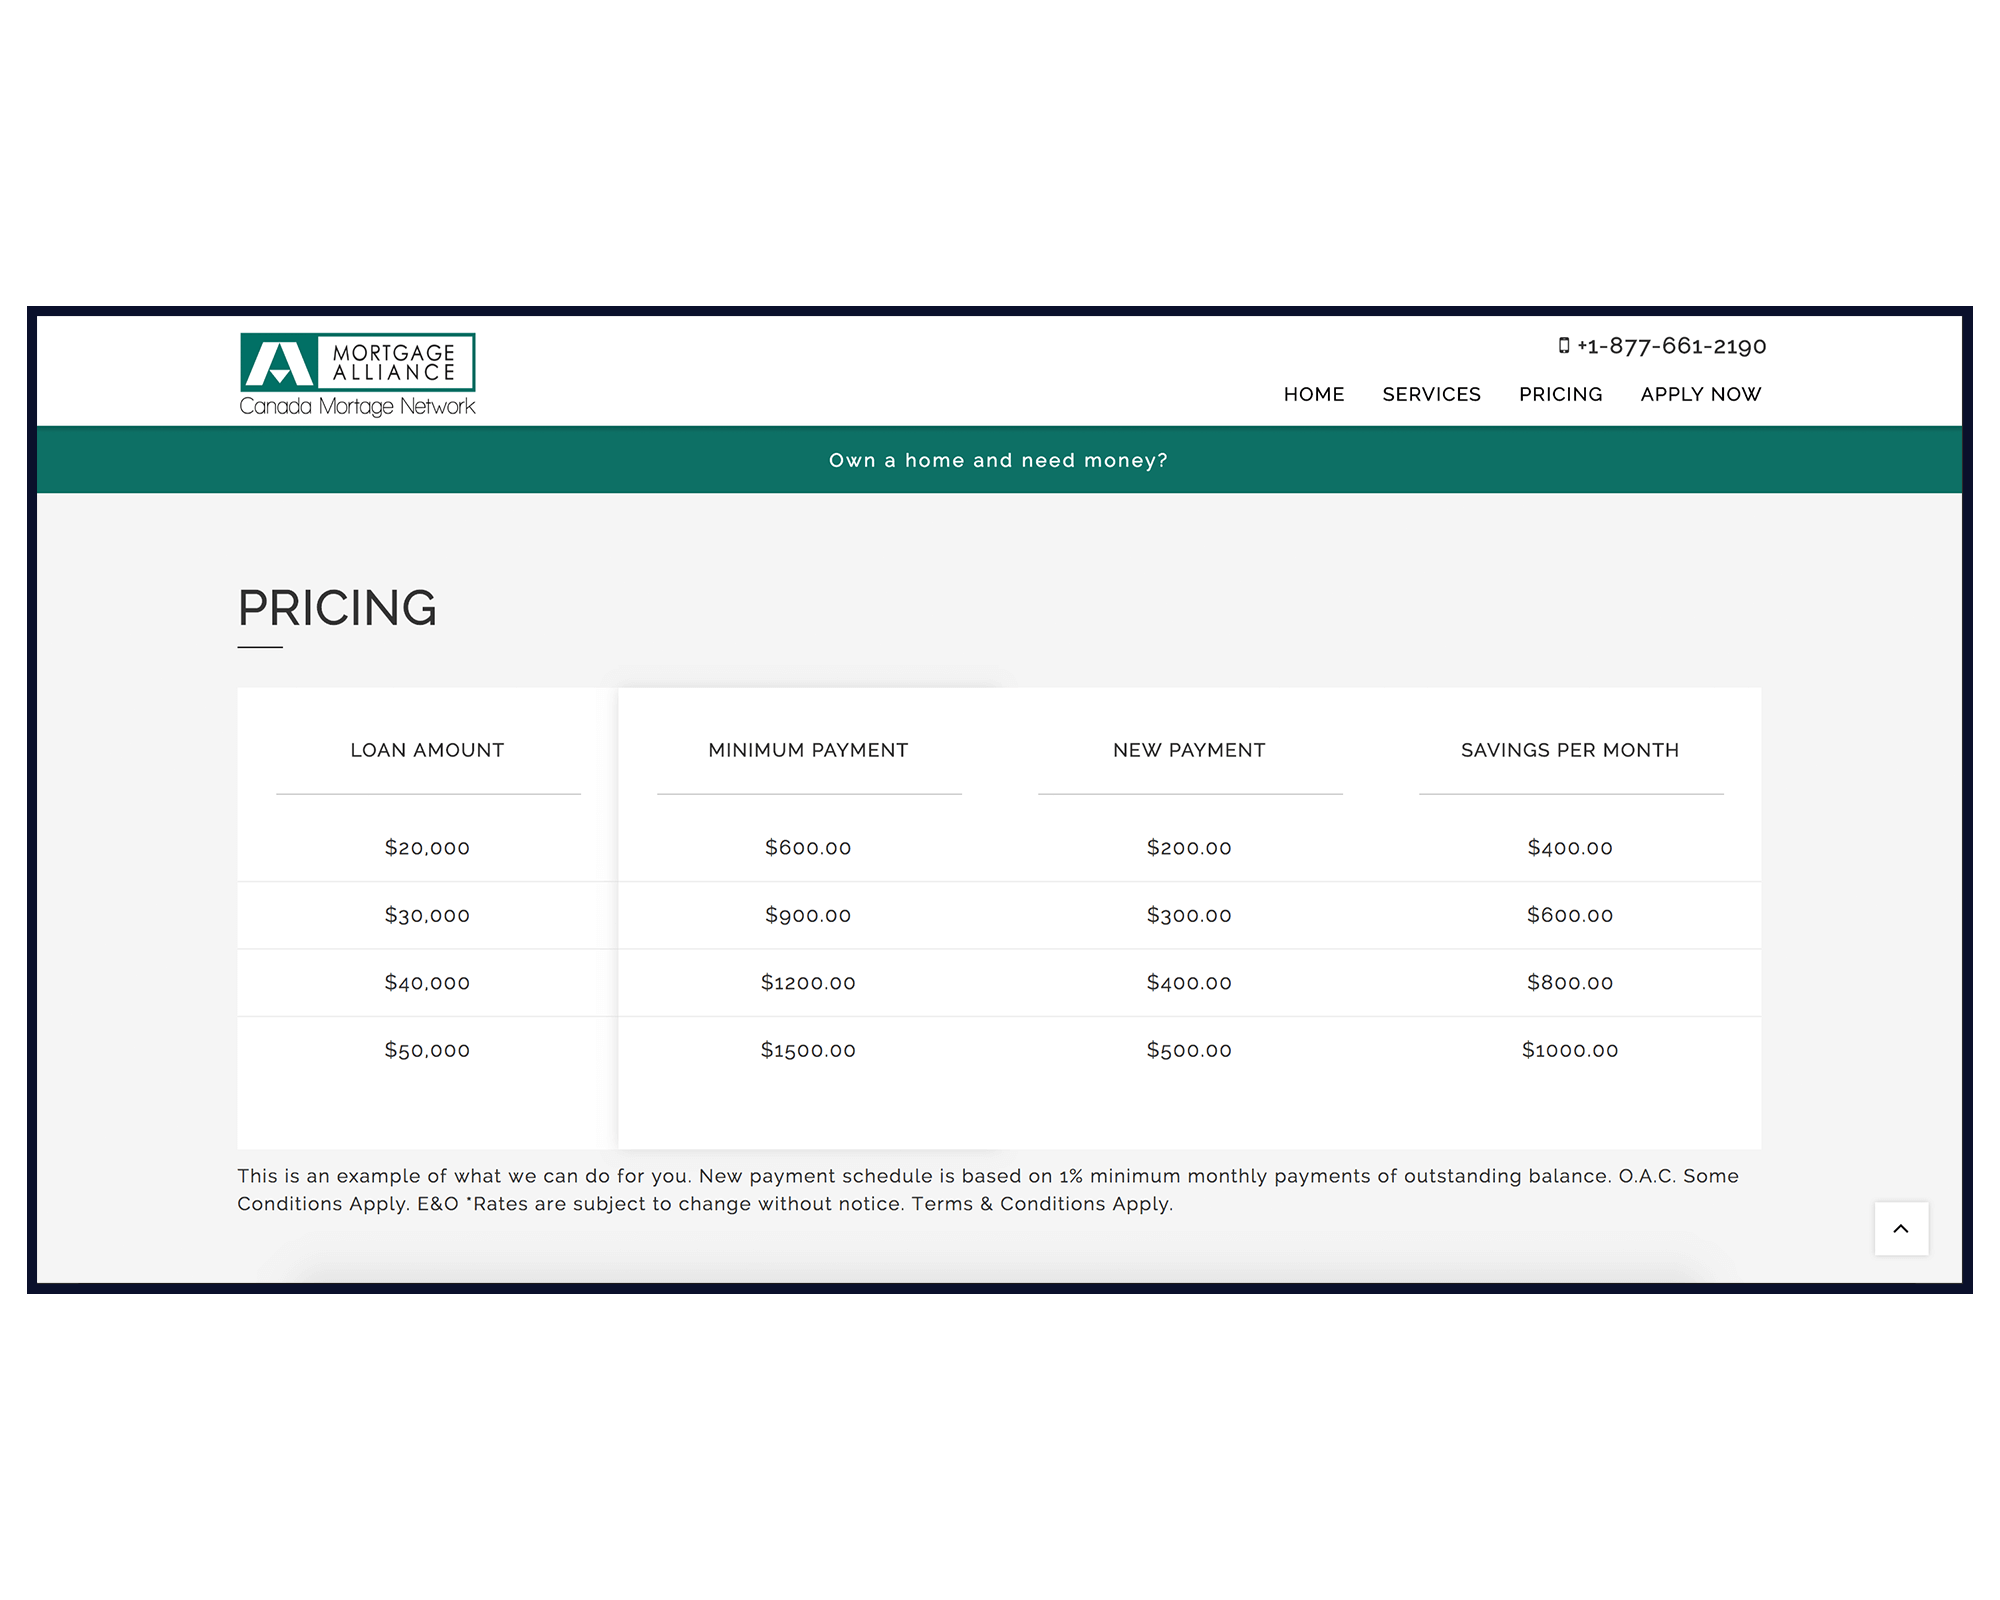 MORTGAGE
ALLIANCE
Canada Mortage Network
+1-877-661-2190
HOME SERVICES PRICING APPLY NOW
Own a home and need money?
PRICING
LOAN AMOUNT MINIMUM PAYMENT NEW PAYMENT SAVINGS PER MONTH
$20,000 $600.00 $200.00 $400.00
$30,000 $900.00 $300.00 $600.00
$40,000 $1200.00 $400.00 $800.00
$50,000 $1500.00 $500.00 $1000.00
This is an example of what we can do for you. New payment schedule is based on 1% minimum monthly payments of outstanding balance. O.A.C. Some
Conditions Apply. E&O *Rates are subject to change without notice. Terms & Conditions Apply.